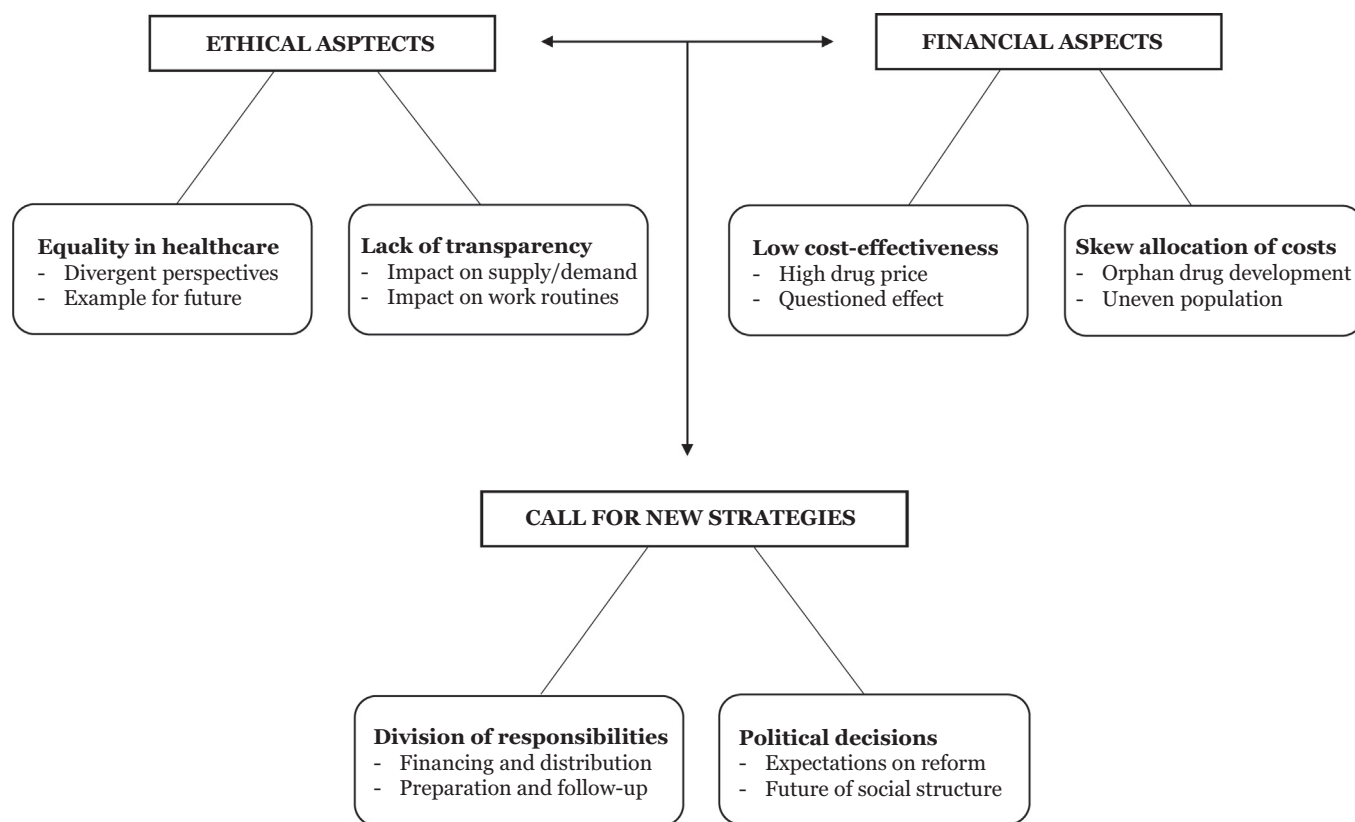 ETHICAL ASPTECTS
FINANCIAL ASPECTS
Equality in healthcare
- Divergent perspectives
- Example for future
Lack of transparency
- Impact on supply/demand
- Impact on work routines
Low cost-effectiveness
- High drug price
- Questioned effect
Skew allocation of costs
- Orphan drug development
- Uneven population
CALL FOR NEW STRATEGIES
Division of responsibilities
- Financing and distribution
- Preparation and follow-up
Political decisions
- Expectations on reform
- Future of social structure